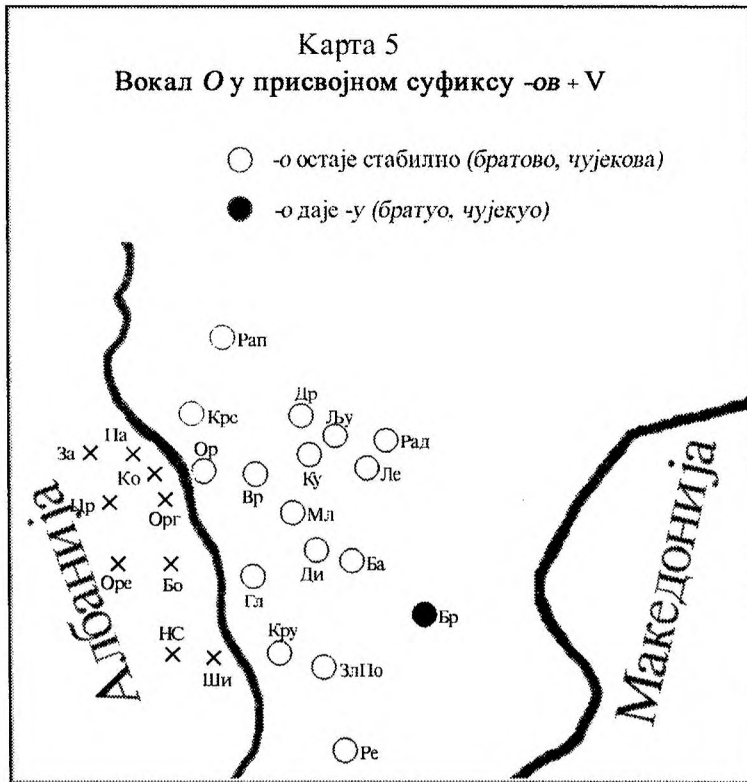 Карта 5
Вокал О у присвојном суфиксу -ов + V
-о остаје стабилно (братово, чујекова)
-о даје -у (братуо, чујекуо)
Рап
Крс
Др
Љу
Рад
Па
За
Ор
Ко
Вр
Ку
Ле
Цр
Орг
Мл
Оре
Бо
Гл
Ди
Ба
Бр
НС
Ши
Кру
ЗлПо
Ре
Албанија
Македонија